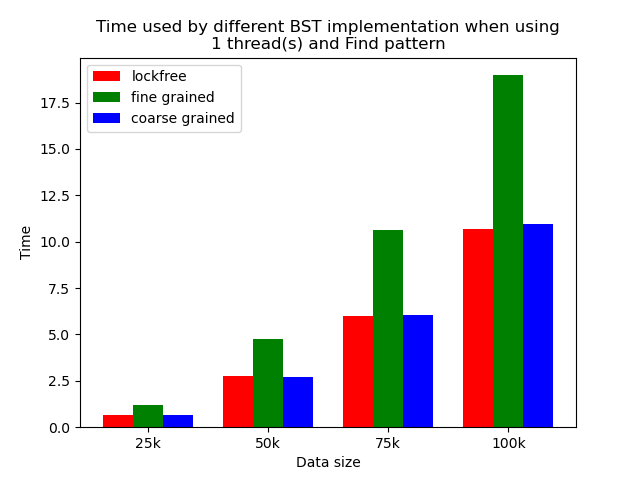 Time used by different BST implementation when using
1 thread(s) and Find pattern
lockfree
fine grained
coarse grained
17.5
15.0
12.5
10.0
7.5
5.0
2.5
0.0
Time
25k
50k
75k
100k
Data size